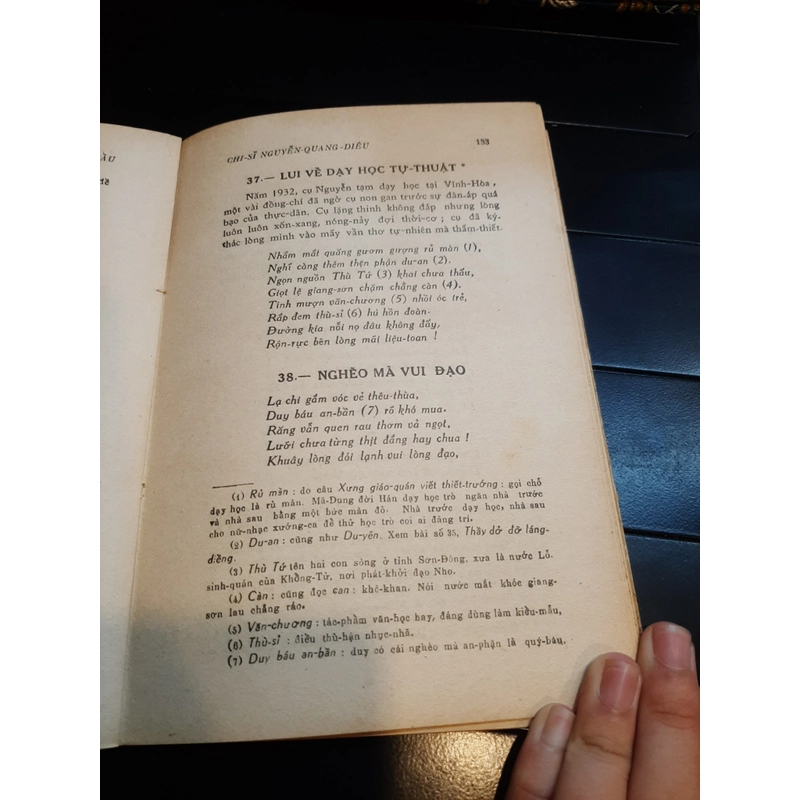 ẬU
để
CHI-SĨ NGUYỄN-QUANG-DIÊU 133
37.— LUI VỀ DẠY HỌC TỰ-THUẬT *
Năm 1932, cụ Nguyễn tạm dạy học tại Vĩnh-Hòa,
một vài đồng-chí đã ngờ cụ non gan trước sự đàn-áp quá
bạo của thực-dân. Cụ lặng thinh không đáp nhưng lòng
luôn luôn xốn-xang, nóng-nảy đợi thời-cơ ; cụ đã ký-
thác lòng mình vào mấy vần thơ tự-nhiên mà thấm-thiết.
Nhắm mắt quăng gươm gượng rủ màn (1),
Nghĩ càng thêm thẹn phận du-an (2).
Ngọn nguồn Thù Tứ (3) khai chưa thấu,
Giọt lệ giang-sơn chặm chẳng càn (4).
Tính mượn văn-chương (5) nhồi óc trẻ,
Rắp đem thù-sỉ (6) hú hồn đoàn.
Đường kia nỗi nọ đâu không đấy,
Rộn-rực bên lòng mãi liệu-toan !
38.— NGHÈO MÀ VUI ĐẠO
Lạ chi gấm vóc vẻ thêu-thùa,
Duy báu an-bần (7) rõ khó mua.
Răng vẫn quen rau thơm và ngọt,
Lưỡi chưa từng thịt đắng hay chua !
Khuây lòng đói lạnh vui lòng đạo,
(1) Rủ màn : do câu Xưng giáo-quán viết thiết-trướng : gọi chỗ
dạy học là rủ màn. Mã-Dung đời Hán dạy học trò ngăn nhà trước
và nhà sau bằng một bức màn đỏ. Nhà trước dạy học, nhà sau
cho nữ-nhạc xướng-ca để thử học trò coi ai đãng trí.
(2) Du-an : cũng như Du-yên. Xem bài số 35, Thầy dở đỡ láng-
diềng.
(3) Thù Tứ tên hai con sông ở tỉnh Sơn-Đông, xưa là nước Lỗ,
sinh-quán của Khổng-Tử, nơi phát-khởi đạo Nho.
(4) Càn : cũng đọc can : khô-khan. Nói nước mắt khóc giang-
sơn lau chẳng ráo.
(5) Văn-chương : tác-phẩm văn-học hay, đáng dùng làm kiểu-mẫu,
(6) Thù-sỉ : điều thù-hận nhục-nhã.
(7) Duy báu an-bần : duy có cái nghèo mà an-phận là quý-báu.